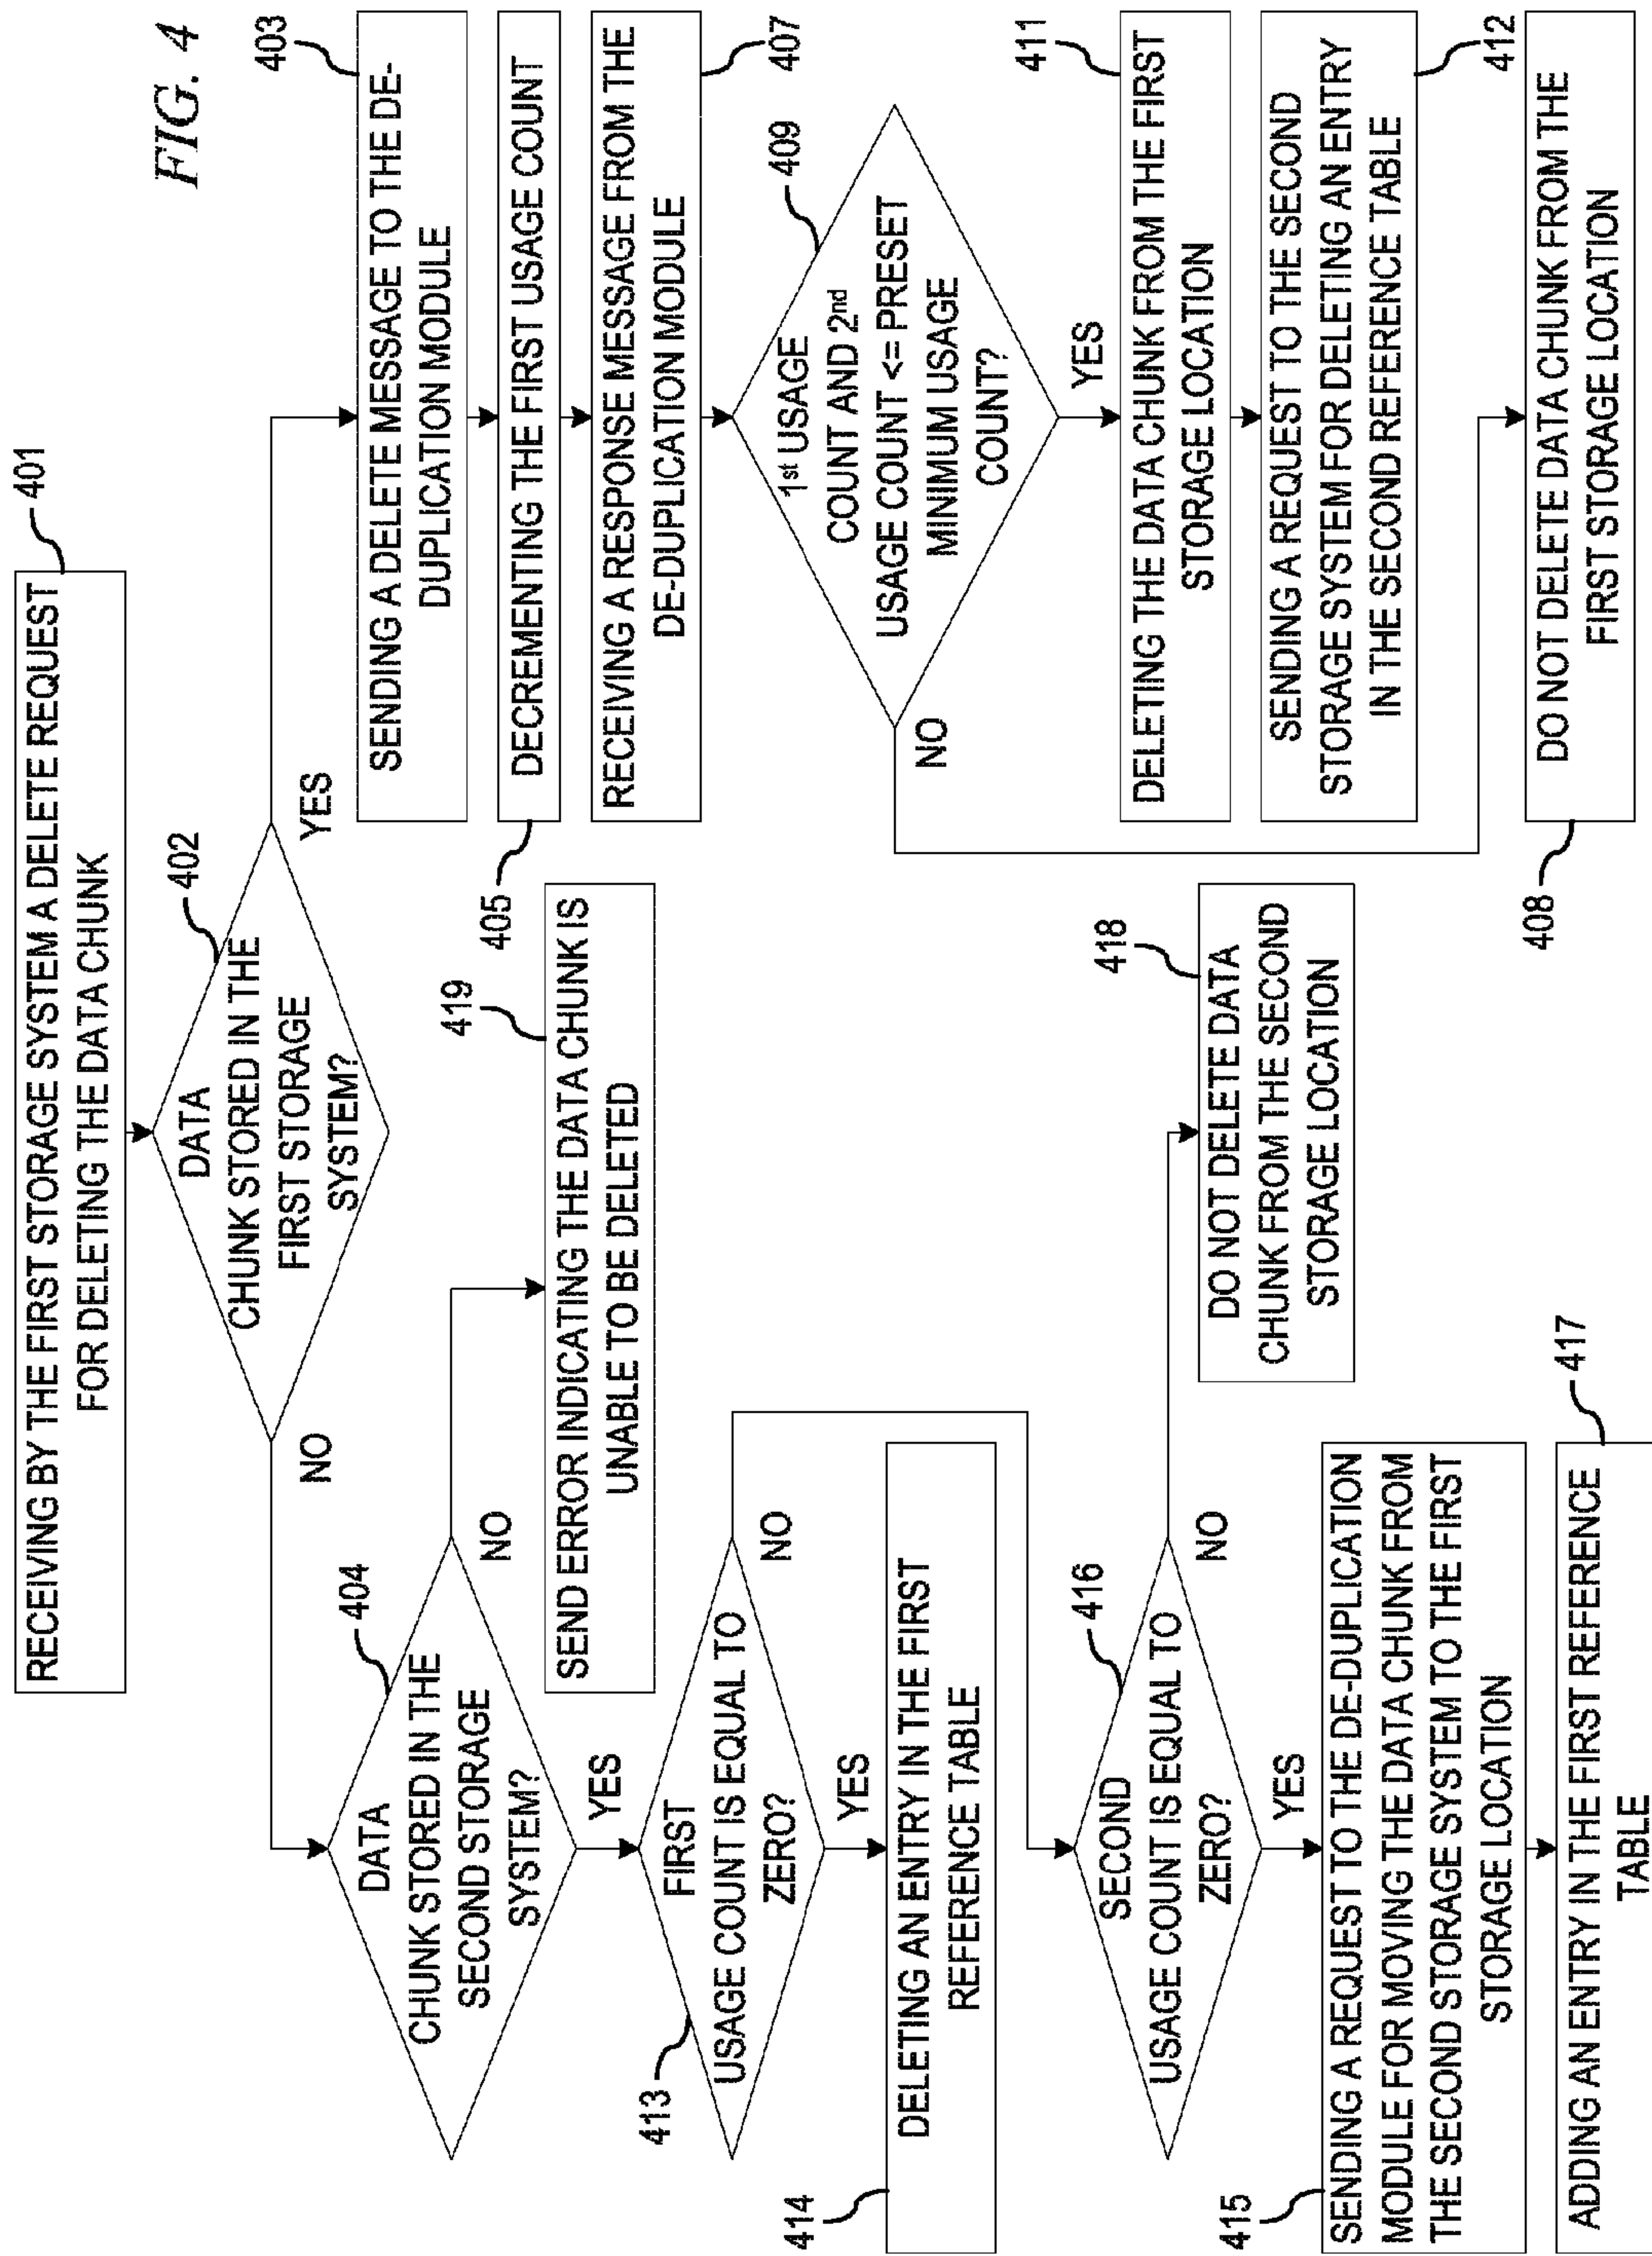 FIG. 4
401
RECEIVING BY THE FIRST STORAGE SYSTEM A DELETE REQUEST
FOR DELETING THE DATA CHUNK
402
DATA
CHUNK STORED IN THE
FIRST STORAGE
SYSTEM?
NO
YES
403
SENDING A DELETE MESSAGE TO THE DE-
DUPLICATION MODULE
405
DECREMENTING THE FIRST USAGE COUNT
407
RECEIVING A RESPONSE MESSAGE FROM THE
DE-DUPLICATION MODULE
409
1st USAGE
COUNT AND 2nd
USAGE COUNT <= PRESET
MINIMUM USAGE
COUNT?
NO
YES
411
DELETING THE DATA CHUNK FROM THE FIRST
STORAGE LOCATION
412
SENDING A REQUEST TO THE SECOND
STORAGE SYSTEM FOR DELETING AN ENTRY
IN THE SECOND REFERENCE TABLE
408
DO NOT DELETE DATA CHUNK FROM THE
FIRST STORAGE LOCATION
404
DATA
CHUNK STORED IN THE
SECOND STORAGE
SYSTEM?
NO
YES
419
SEND ERROR INDICATING THE DATA CHUNK IS
UNABLE TO BE DELETED
413
FIRST
USAGE COUNT IS EQUAL TO
ZERO?
NO
YES
414
DELETING AN ENTRY IN THE FIRST
REFERENCE TABLE
416
SECOND
USAGE COUNT IS EQUAL TO
ZERO?
NO
YES
418
DO NOT DELETE DATA
CHUNK FROM THE SECOND
STORAGE LOCATION
415
SENDING A REQUEST TO THE DE-DUPLICATION
MODULE FOR MOVING THE DATA CHUNK FROM
THE SECOND STORAGE SYSTEM TO THE FIRST
STORAGE LOCATION
417
ADDING AN ENTRY IN THE FIRST REFERENCE
TABLE